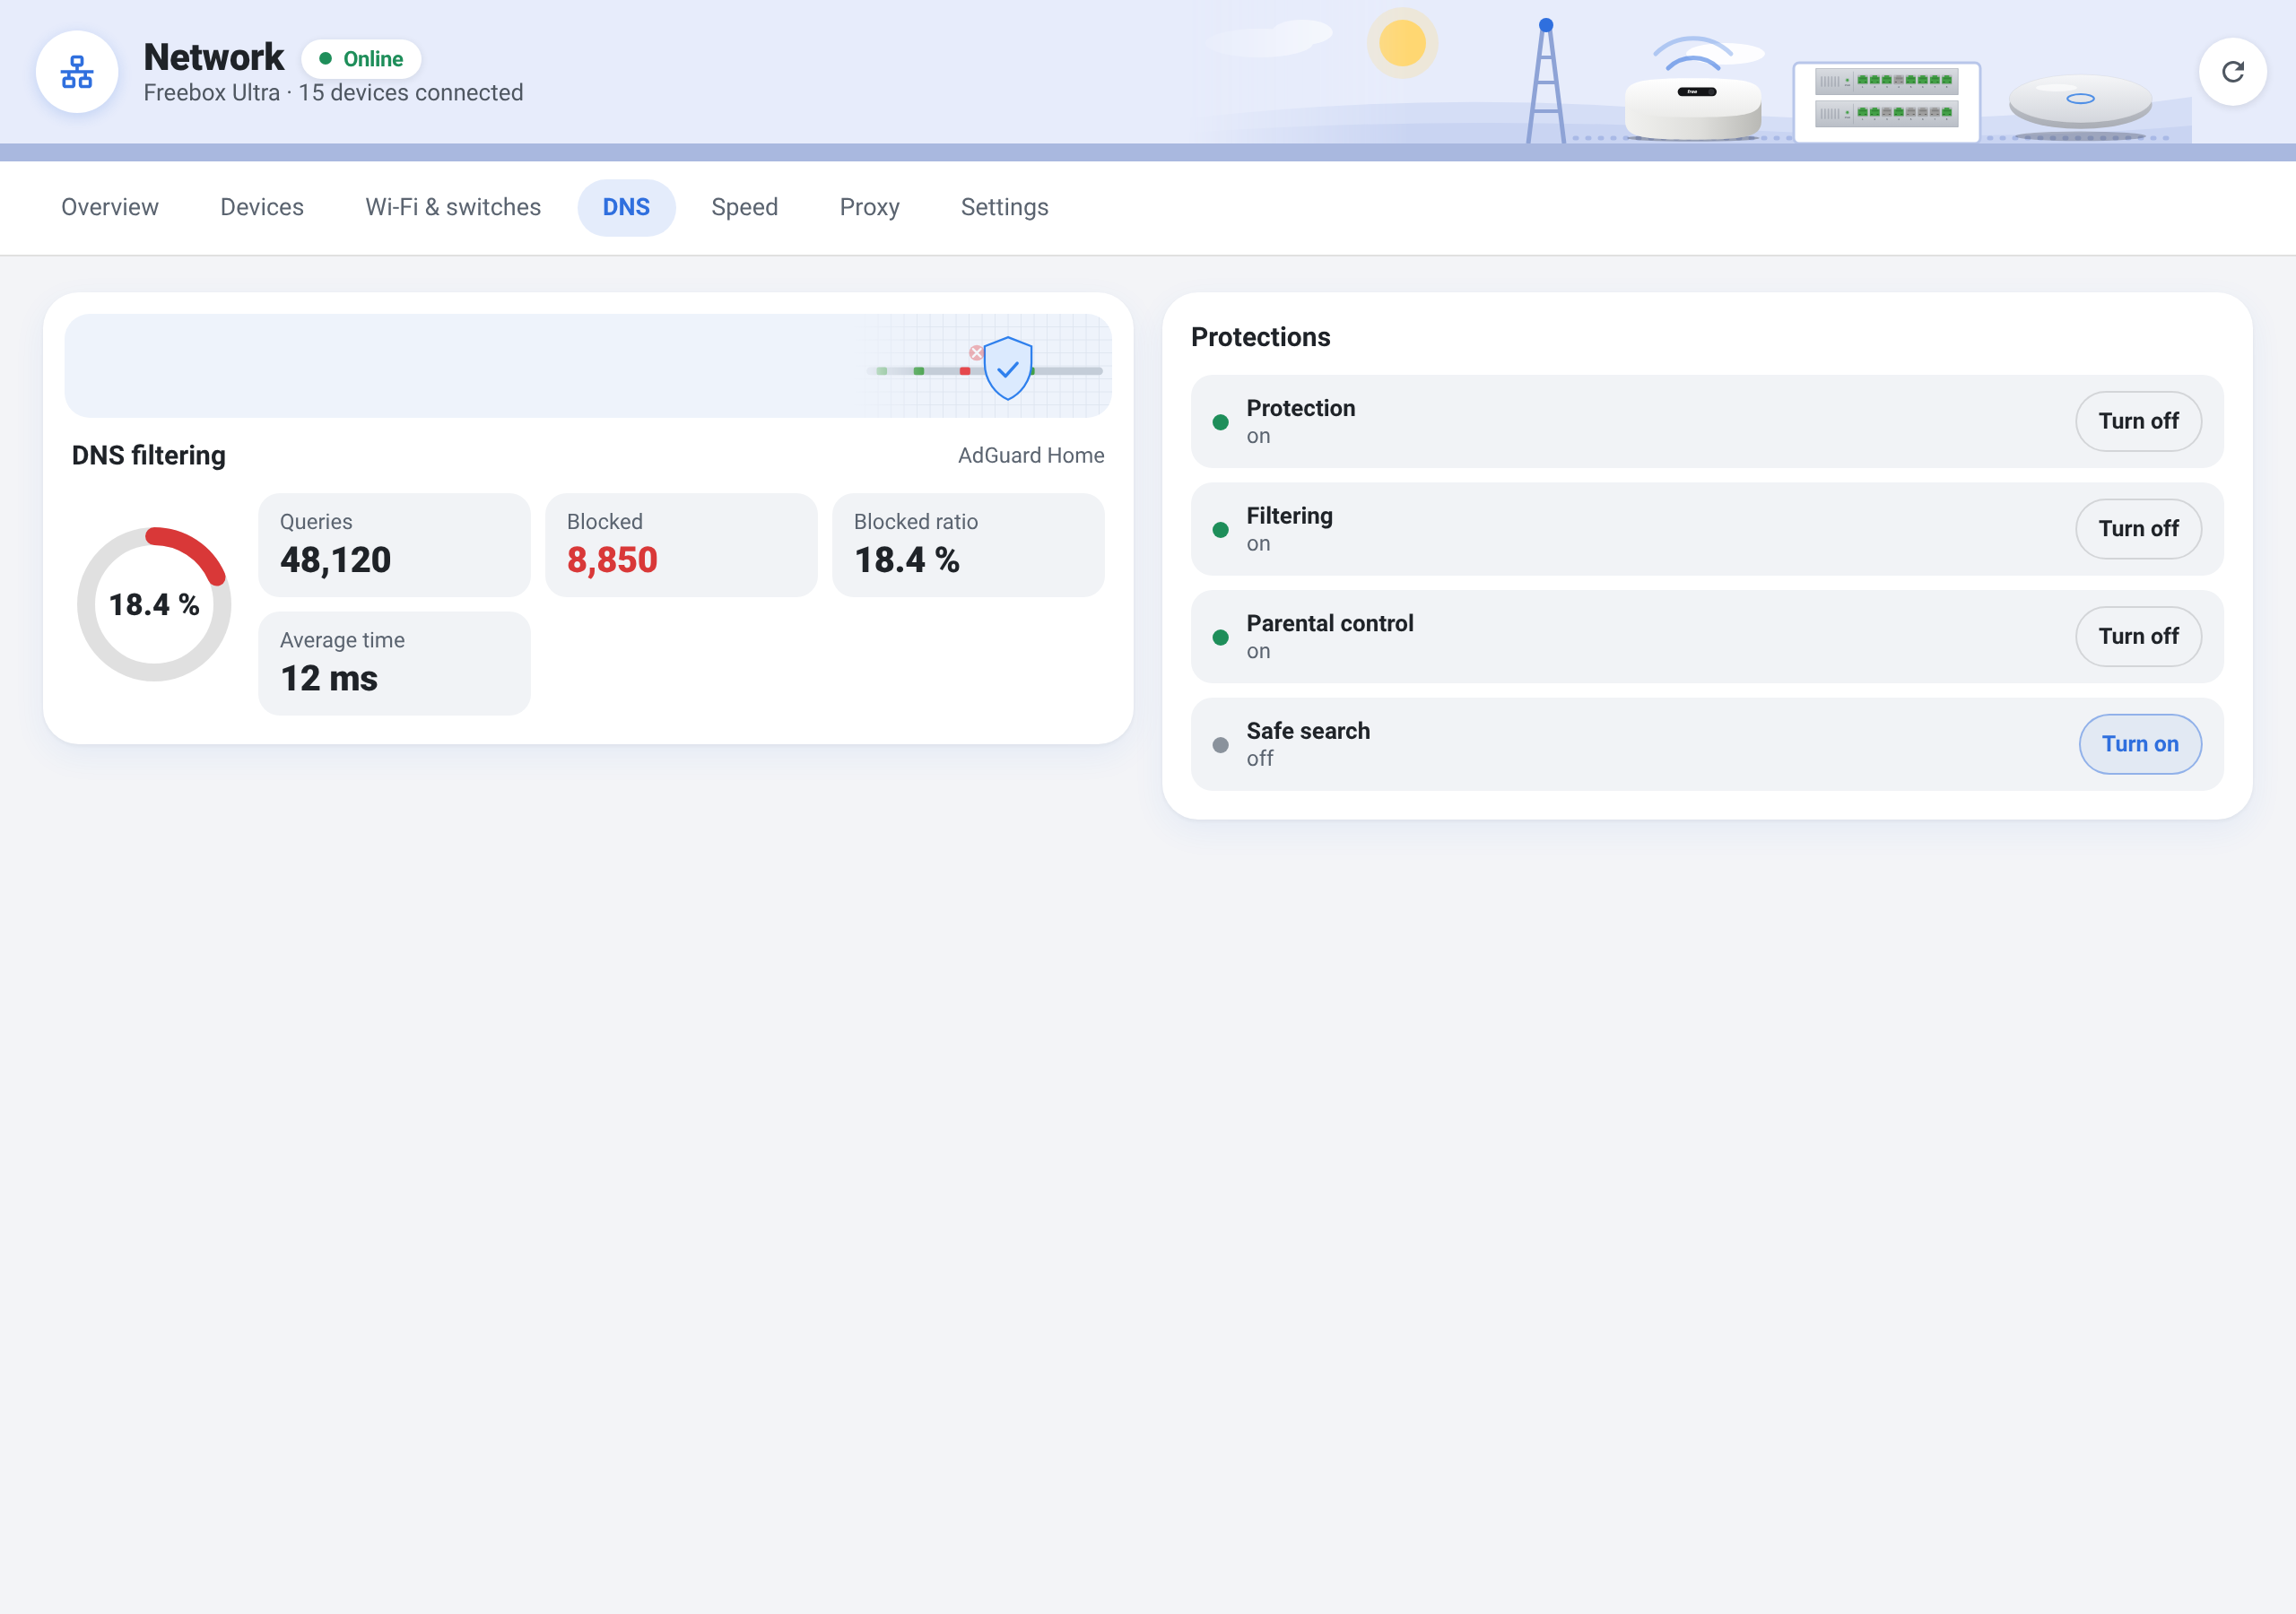 Network
Online
Freebox Ultra · 15 devices connected
free
Overview
Devices
Wi-Fi & switches
DNS
Speed
Proxy
Settings
DNS filtering
AdGuard Home
18.4 %
Queries
48,120
Blocked
8,850
Blocked ratio
18.4 %
Average time
12 ms
Protections
Protection
on
Turn off
Filtering
on
Turn off
Parental control
on
Turn off
Safe search
off
Turn on